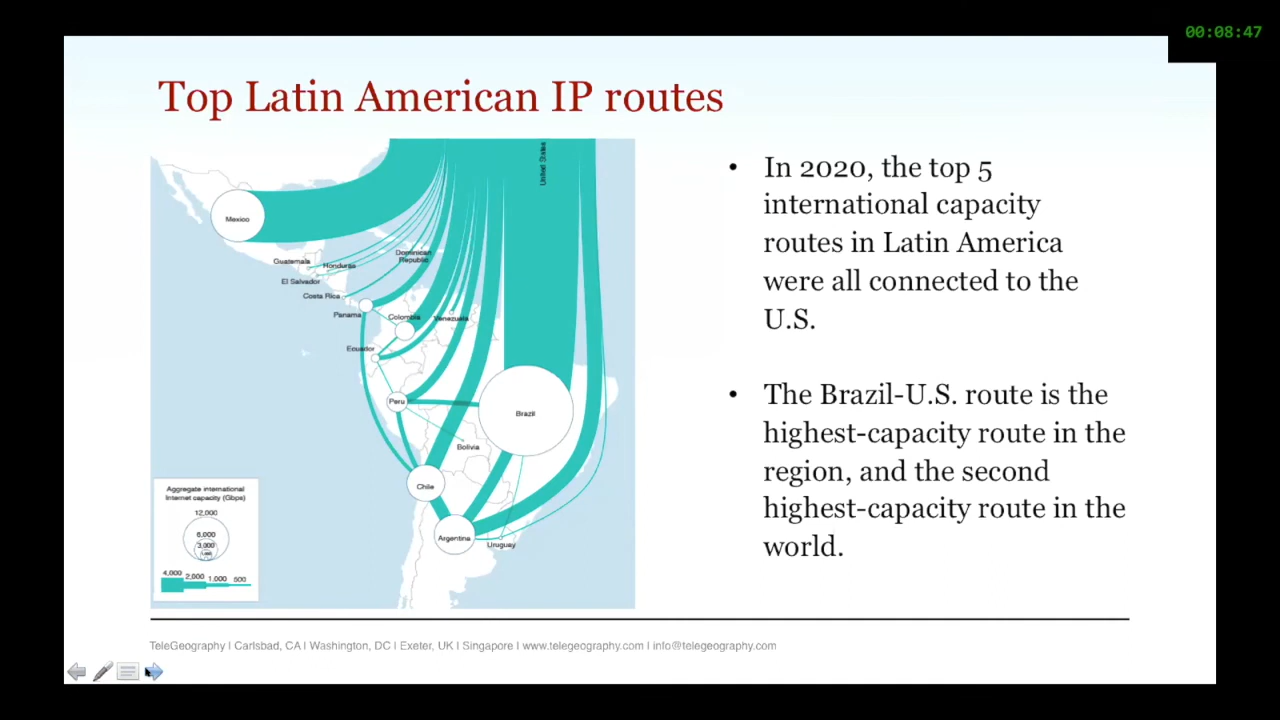 00:08:47
Top Latin American IP routes
United States
Mexico
Guatemala
Honduras
Dominican
Republic
El Salvador
Costa Rica
Panama
Colombia
Venezuela
Ecuador
Peru
Brazil
Bolivia
Chile
Argentina
Uruguay
Aggregate international
Internet capacity (Gbps)
12,000
6,000
3,000
4,000 2,000 1,000 500
• In 2020, the top 5
international capacity
routes in Latin America
were all connected to the
U.S.
• The Brazil-U.S. route is the
highest-capacity route in the
region, and the second
highest-capacity route in the
world.
TeleGeography | Carlsbad, CA | Washington, DC | Exeter, UK | Singapore | www.telegeography.com | info@telegeography.com